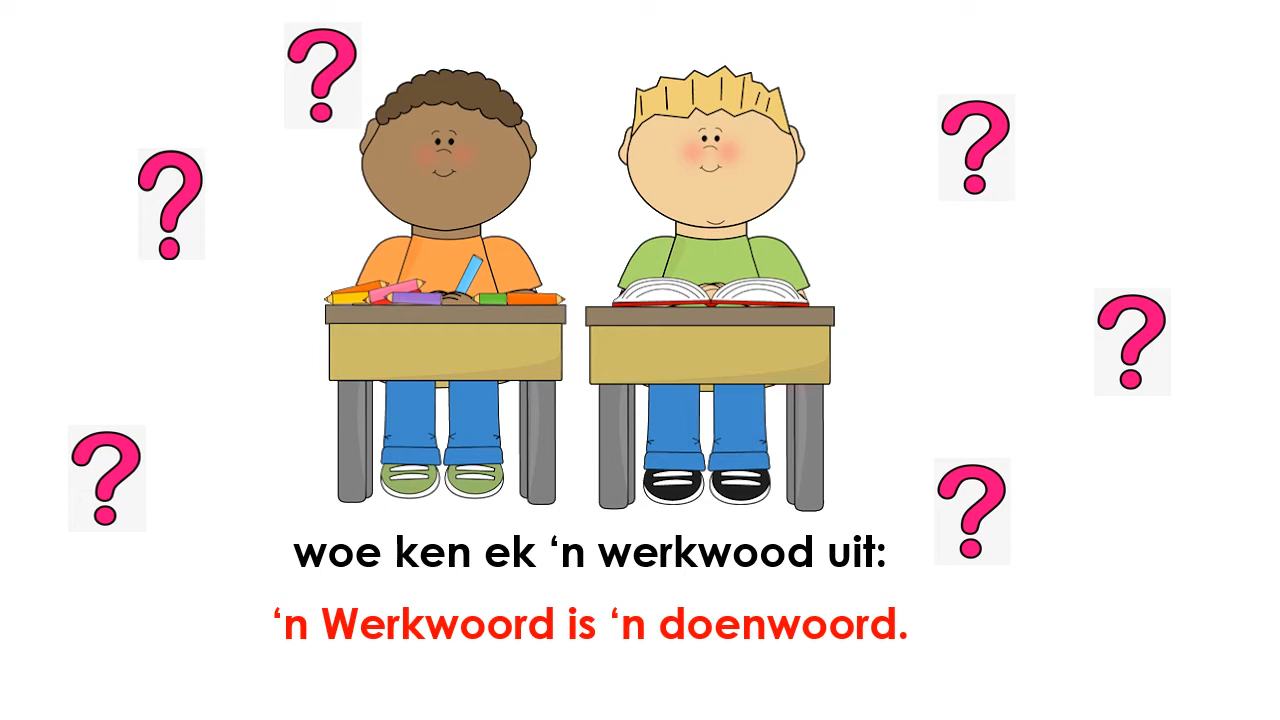 woe ken ek ‘n werkwood uit:
‘n Werkwoord is ‘n doenwoord.